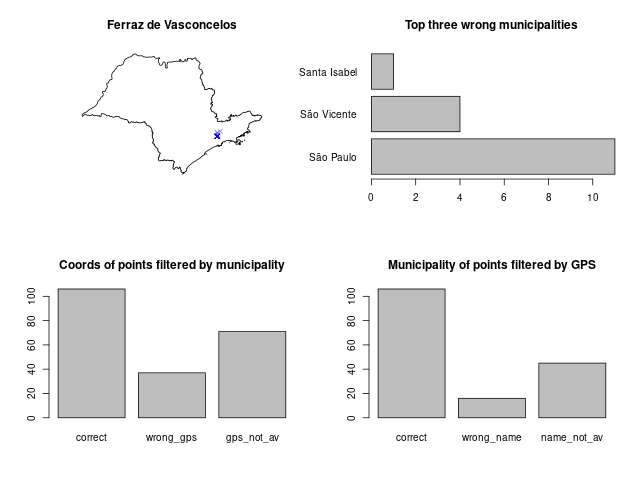 Ferraz de Vasconcelos
Top three wrong municipalities
Santa Isabel
São Vicente
São Paulo
0 2 4 6 8 10
Coords of points filtered by municipality
100
80
60
40
20
0
correct wrong_gps gps_not_av
Municipality of points filtered by GPS
100
80
60
40
20
0
correct wrong_name name_not_av